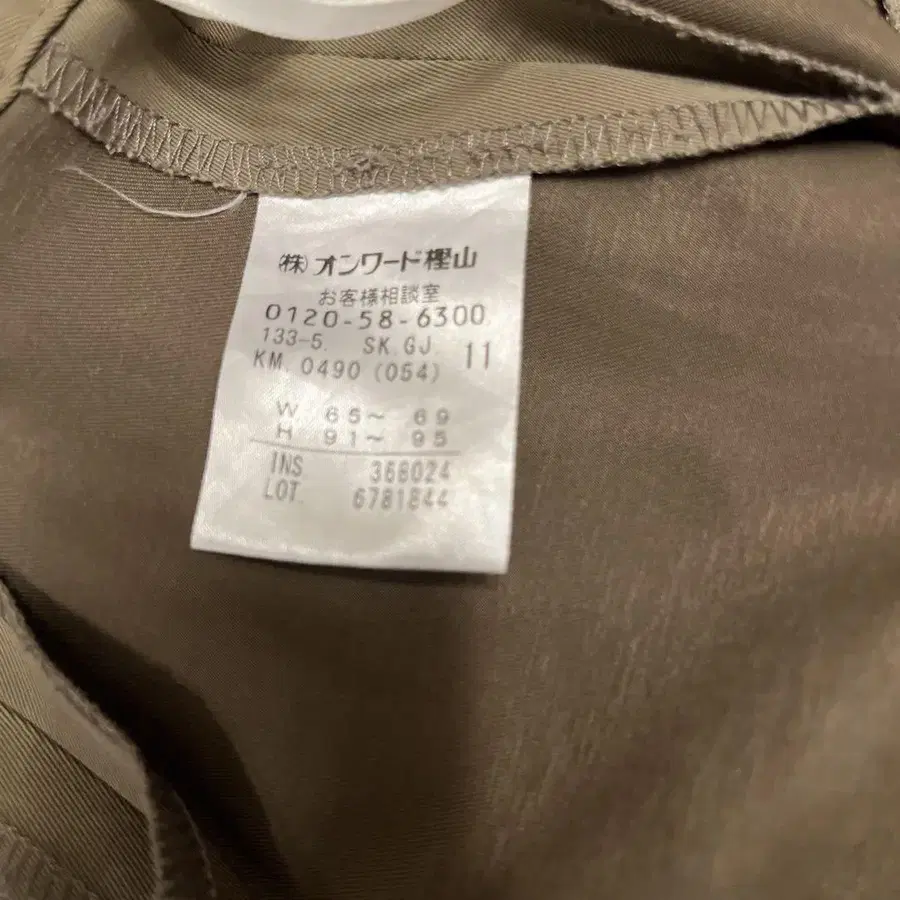 ㈱オンワード樫山
お客様相談室
0120-58-6300
133-5. SK.GJ. 11
KM. 0490 (054)
W 65~ 69
H 91~ 95
INS 368024
LOT. 6781844